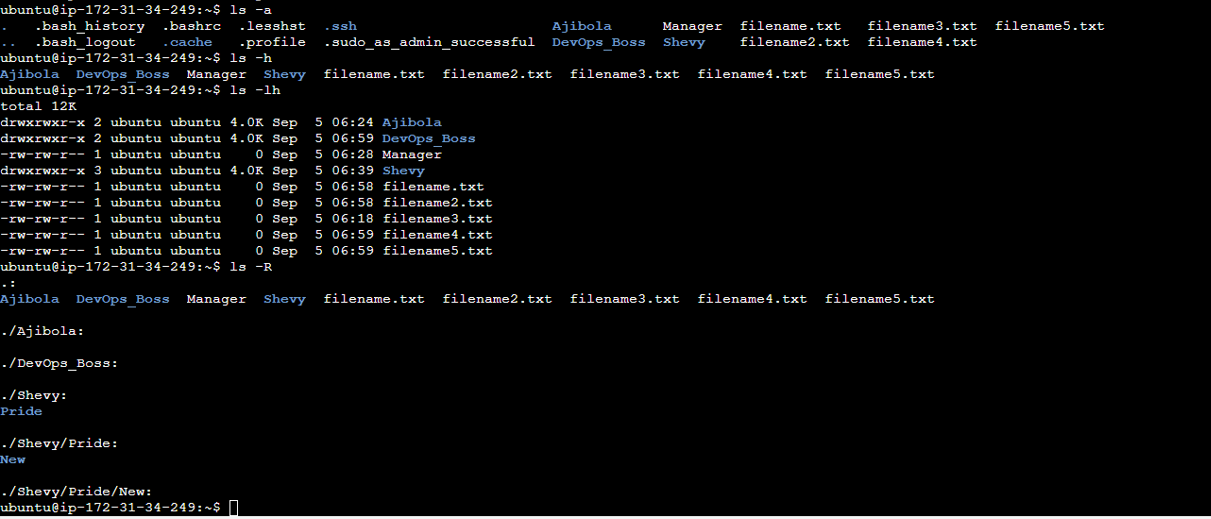 ubuntu@ip-172-31-34-249:~$ ls -a
.   .bash_history  .bashrc  .lesshst  .ssh                       Ajibola      Manager  filename.txt   filename3.txt  filename5.txt
..  .bash_logout   .cache   .profile  .sudo_as_admin_successful  DevOps_Boss  Shevy    filename2.txt  filename4.txt
ubuntu@ip-172-31-34-249:~$ ls -h
Ajibola  DevOps_Boss  Manager  Shevy  filename.txt  filename2.txt  filename3.txt  filename4.txt  filename5.txt
ubuntu@ip-172-31-34-249:~$ ls -lh
total 12K
drwxrwxr-x 2 ubuntu ubuntu 4.0K Sep  5 06:24 Ajibola
drwxrwxr-x 2 ubuntu ubuntu 4.0K Sep  5 06:59 DevOps_Boss
-rw-rw-r-- 1 ubuntu ubuntu    0 Sep  5 06:28 Manager
drwxrwxr-x 3 ubuntu ubuntu 4.0K Sep  5 06:39 Shevy
-rw-rw-r-- 1 ubuntu ubuntu    0 Sep  5 06:58 filename.txt
-rw-rw-r-- 1 ubuntu ubuntu    0 Sep  5 06:58 filename2.txt
-rw-rw-r-- 1 ubuntu ubuntu    0 Sep  5 06:18 filename3.txt
-rw-rw-r-- 1 ubuntu ubuntu    0 Sep  5 06:59 filename4.txt
-rw-rw-r-- 1 ubuntu ubuntu    0 Sep  5 06:59 filename5.txt
ubuntu@ip-172-31-34-249:~$ ls -R
.:
Ajibola  DevOps_Boss  Manager  Shevy  filename.txt  filename2.txt  filename3.txt  filename4.txt  filename5.txt
./Ajibola:
./DevOps_Boss:
./Shevy:
Pride
./Shevy/Pride:
New
./Shevy/Pride/New:
ubuntu@ip-172-31-34-249:~$